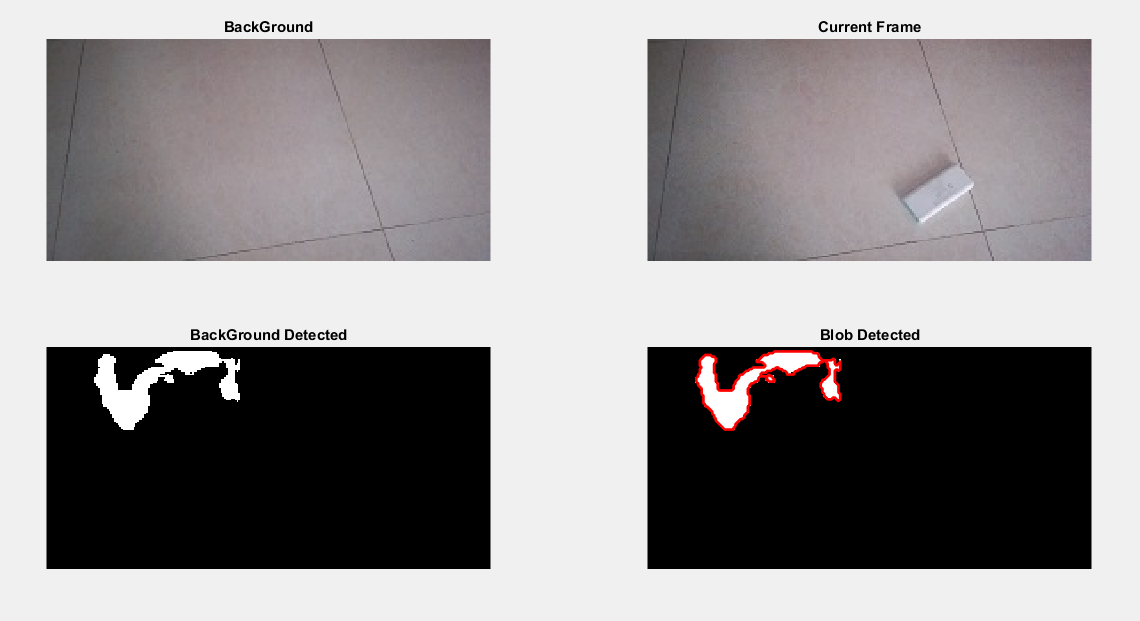 BackGround
Current Frame
BackGround Detected
Blob Detected